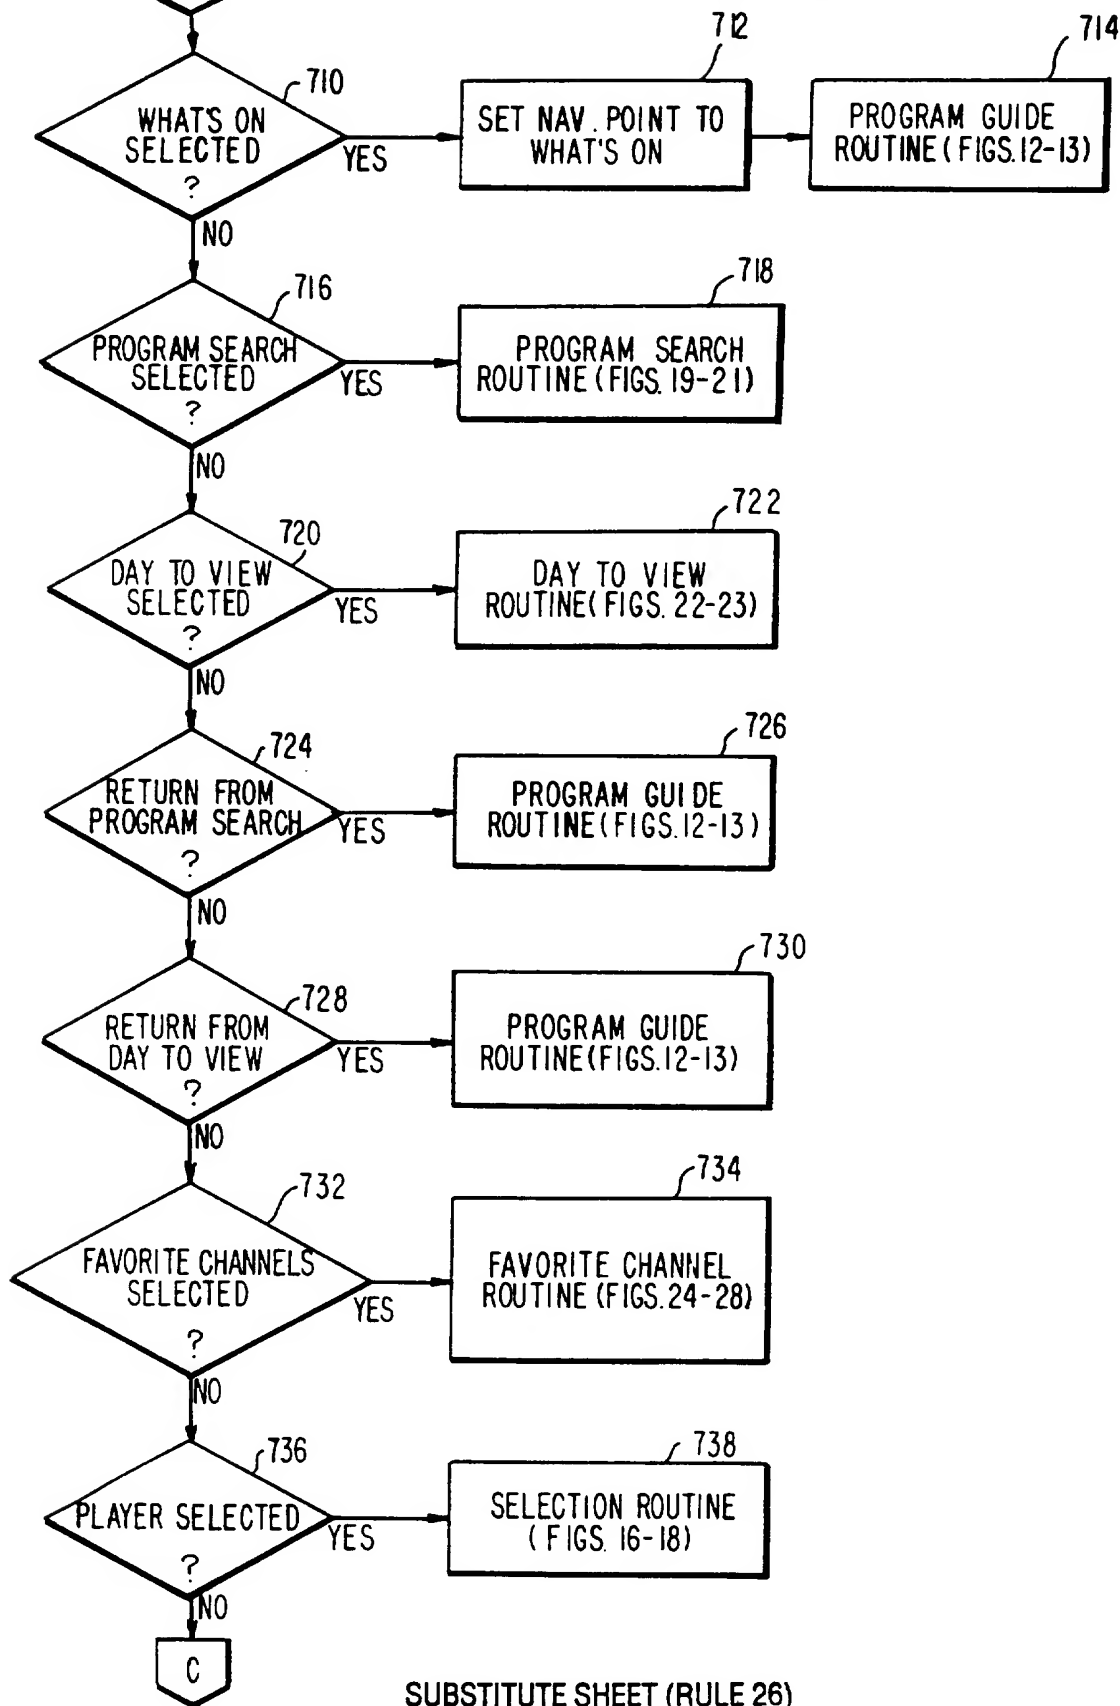 712
714
710
WHAT'S ON
SELECTED
?
YES
SET NAV. POINT TO
WHAT'S ON
PROGRAM GUIDE
ROUTINE (FIGS. 12-13)
NO
716
718
PROGRAM SEARCH
SELECTED
?
YES
PROGRAM SEARCH
ROUTINE (FIGS. 19-21)
NO
720
722
DAY TO VIEW
SELECTED
?
YES
DAY TO VIEW
ROUTINE (FIGS. 22-23)
NO
724
726
RETURN FROM
PROGRAM SEARCH
?
YES
PROGRAM GUIDE
ROUTINE (FIGS. 12-13)
NO
728
730
RETURN FROM
DAY TO VIEW
?
YES
PROGRAM GUIDE
ROUTINE (FIGS. 12-13)
NO
732
734
FAVORITE CHANNELS
SELECTED
?
YES
FAVORITE CHANNEL
ROUTINE (FIGS. 24-28)
NO
736
738
PLAYER SELECTED
?
YES
SELECTION ROUTINE
(FIGS. 16-18)
NO
C
SUBSTITUTE SHEET (RULE 26)